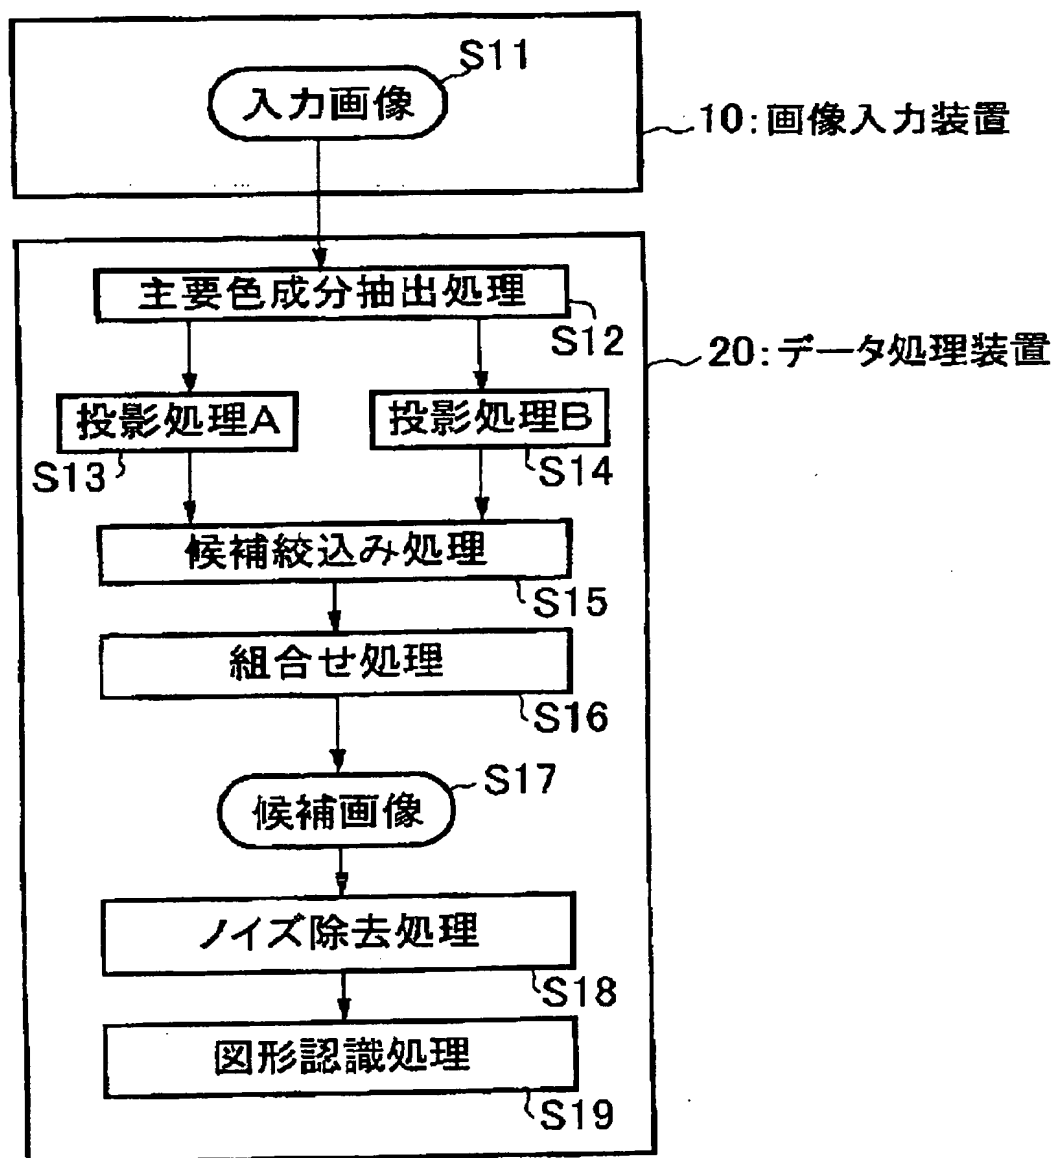 S11
入力画像
10:画像入力装置
主要色成分抽出処理
S12
20:データ処理装置
投影処理A
投影処理B
S13
S14
候補絞込み処理
S15
組合せ処理
S16
S17
候補画像
ノイズ除去処理
S18
図形認識処理
S19